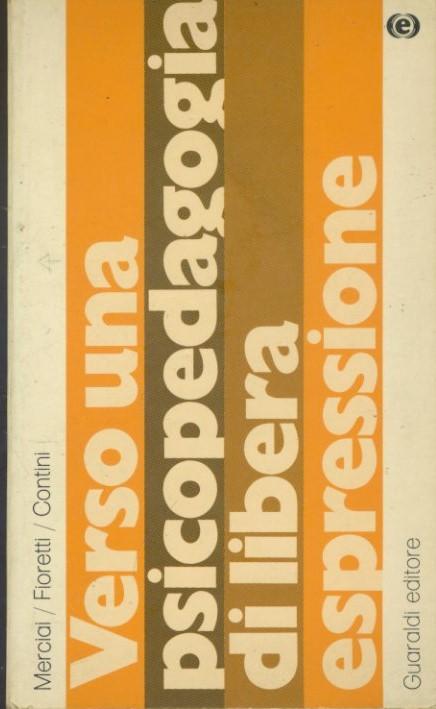 Merciai / Fioretti / Contini
Verso una
psicopedagogia
di libera
espressione
Guaraldi editore
e